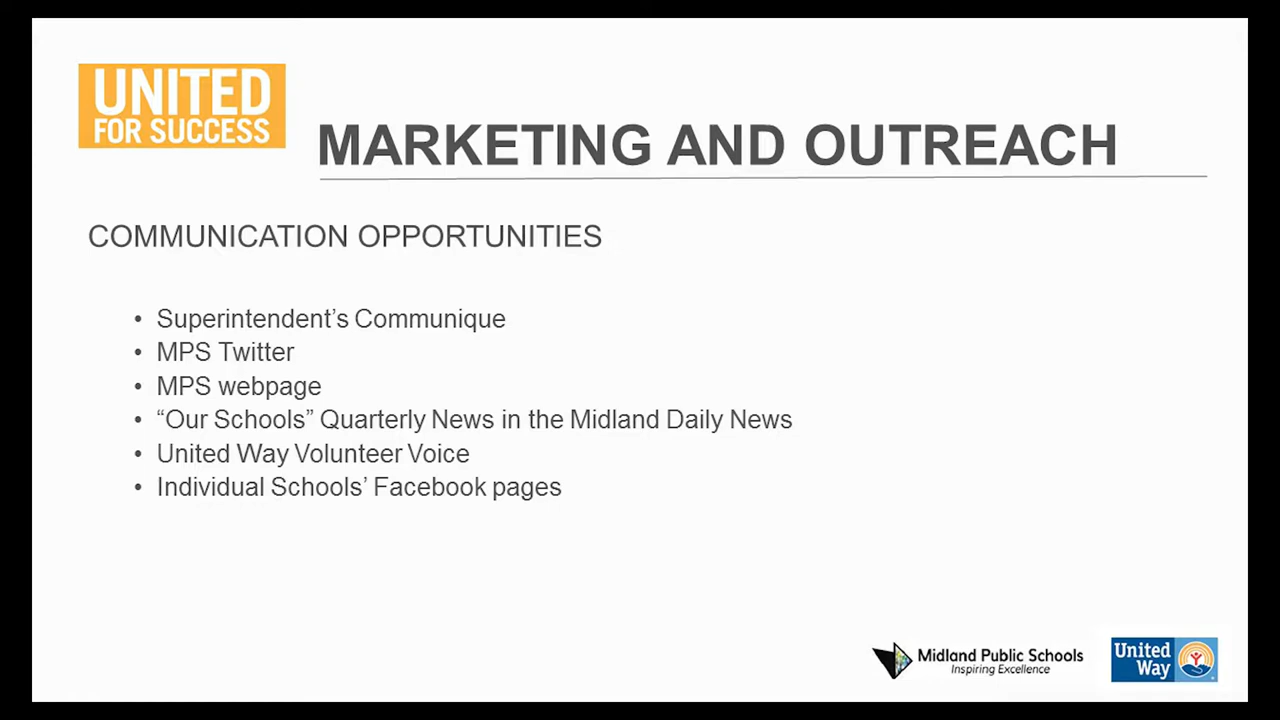 UNITED
FOR SUCCESS
MARKETING AND OUTREACH
COMMUNICATION OPPORTUNITIES
• Superintendent’s Communique
• MPS Twitter
• MPS webpage
• “Our Schools” Quarterly News in the Midland Daily News
• United Way Volunteer Voice
• Individual Schools’ Facebook pages
Midland Public Schools
Inspiring Excellence
United
Way